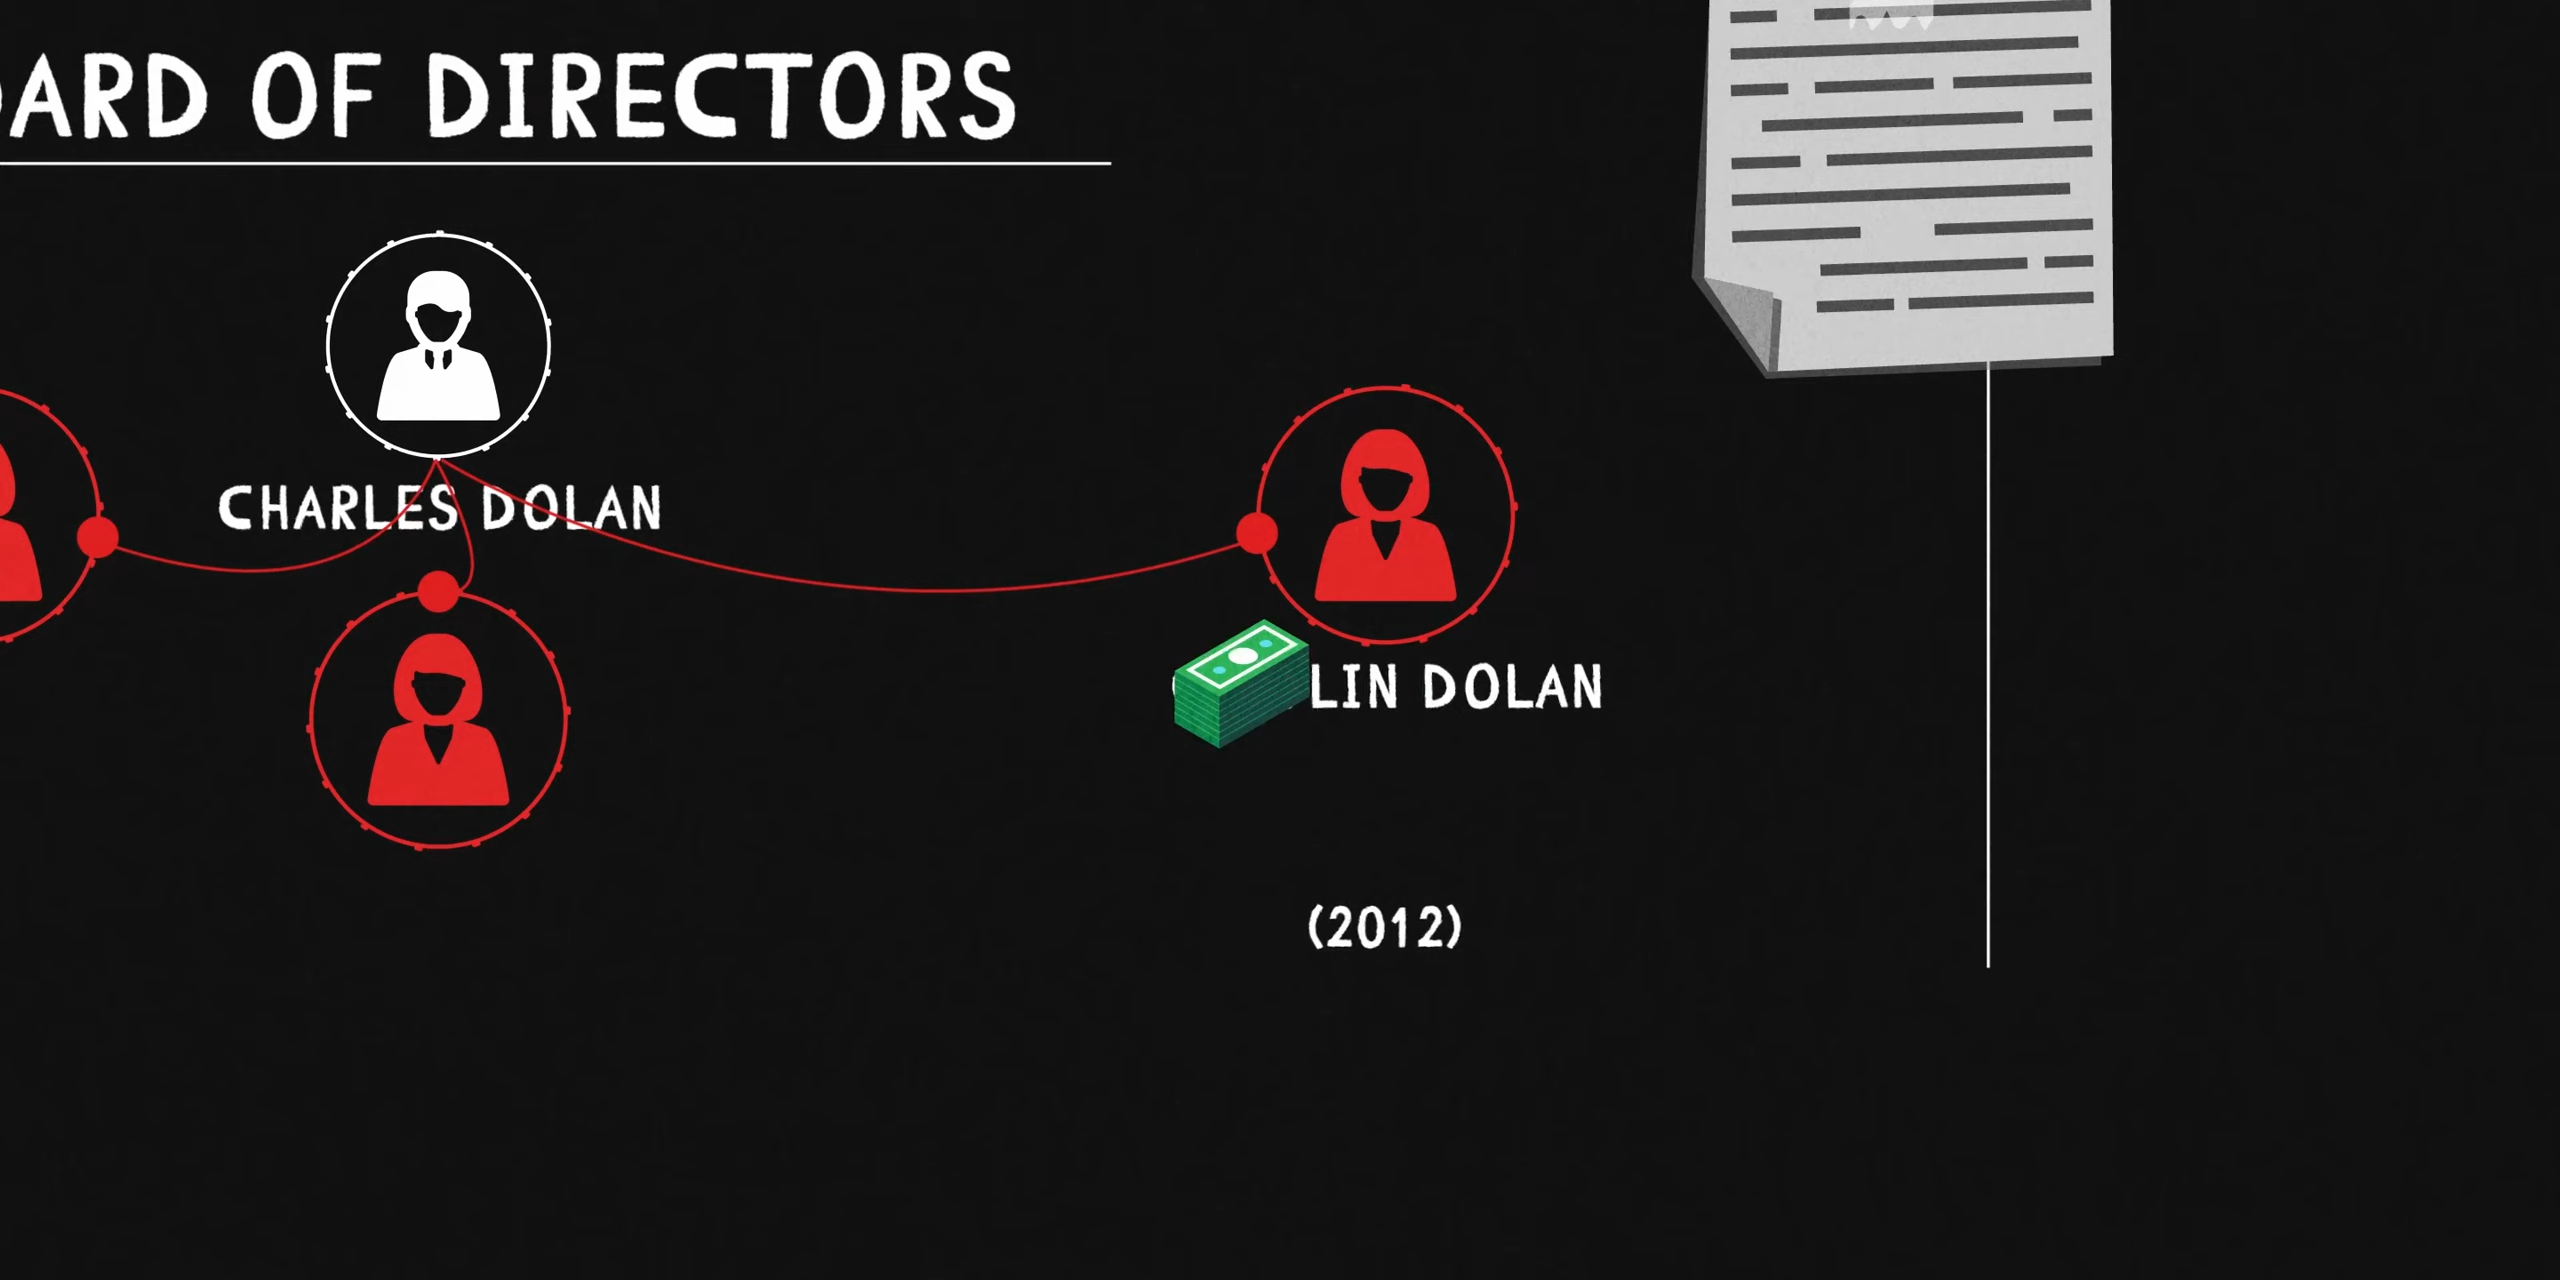 ARD OF DIRECTORS
CHARLES DOLAN
LIN DOLAN
(2012)